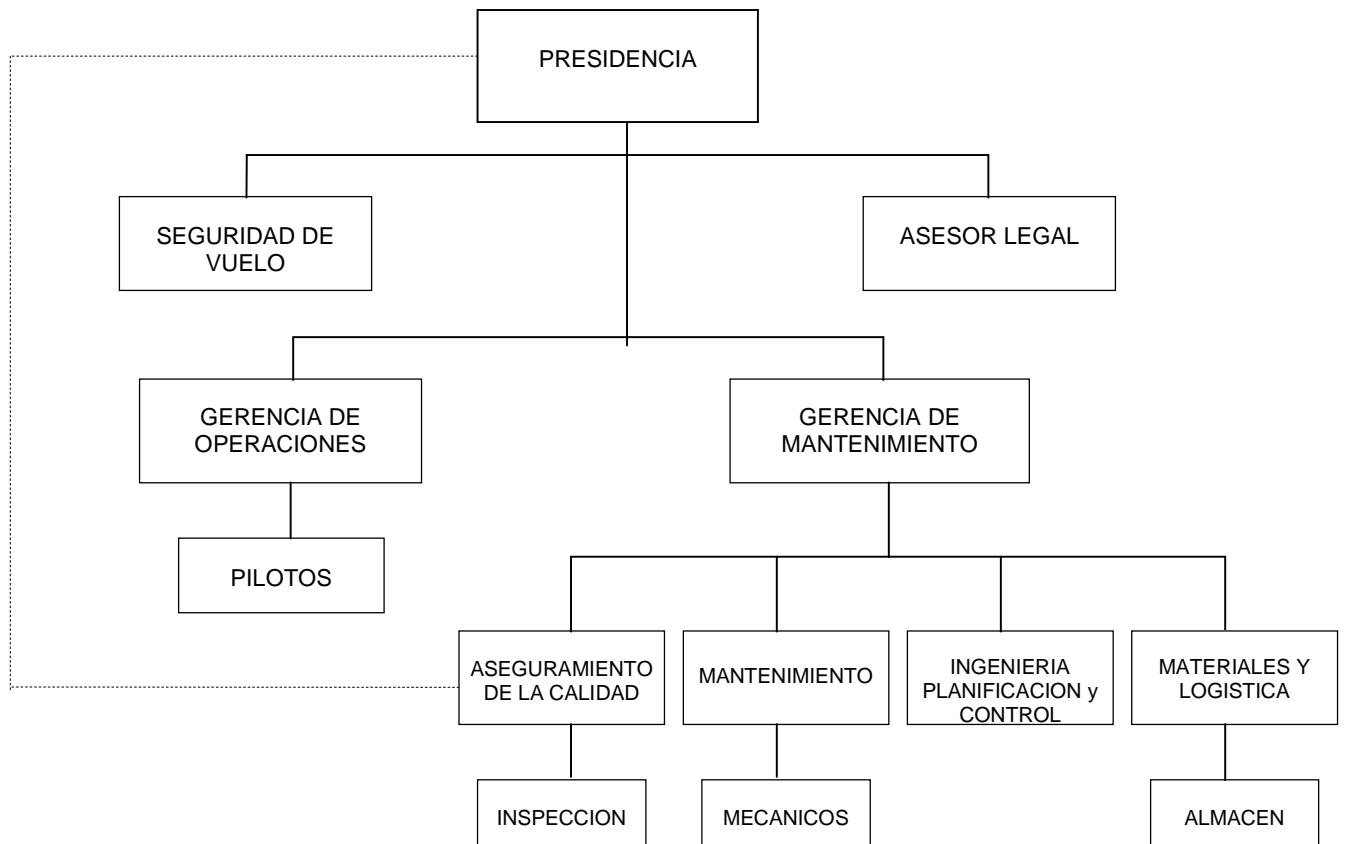 PRESIDENCIA
SEGURIDAD DE
VUELO
ASESOR LEGAL
GERENCIA DE
OPERACIONES
GERENCIA DE
MANTENIMIENTO
PILOTOS
ASEGURAMIENTO
DE LA CALIDAD
MANTENIMIENTO
INGENIERIA
PLANIFICACION y
CONTROL
MATERIALES Y
LOGISTICA
INSPECCION
MECANICOS
ALMACEN